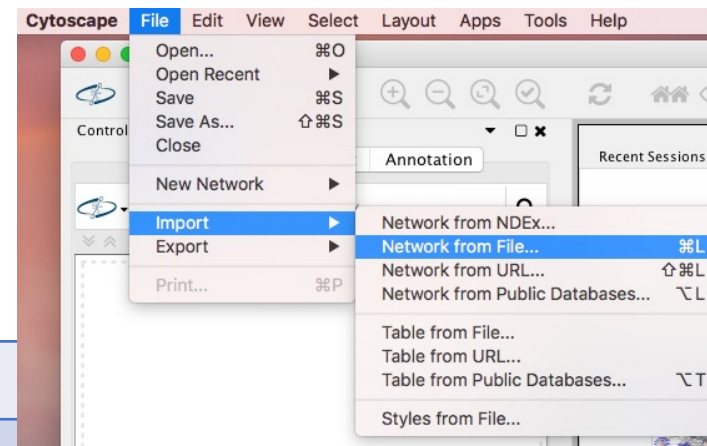 Cytoscape File Edit View Select Layout Apps Tools Help
Open... ⌘O
Open Recent ▶
Save ⌘S
Save As... ⇧⌘S
Close
New Network ▶
Import ▶
Export ▶
Print... ⌘P
Control
Annotation
Recent Sessions
Network from NDEx...
Network from File... ⌘L
Network from URL... ⇧⌘L
Network from Public Databases... ⌥L
Table from File...
Table from URL...
Table from Public Databases... ⌥T
Styles from File...